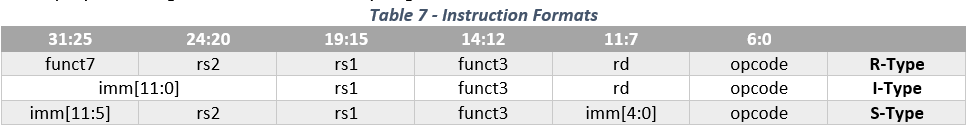 Table 7 - Instruction Formats
31:25 24:20 19:15 14:12 11:7 6:0
funct7 rs2 rs1 funct3 rd opcode R-Type
imm[11:0] rs1 funct3 rd opcode I-Type
imm[11:5] rs2 rs1 funct3 imm[4:0] opcode S-Type